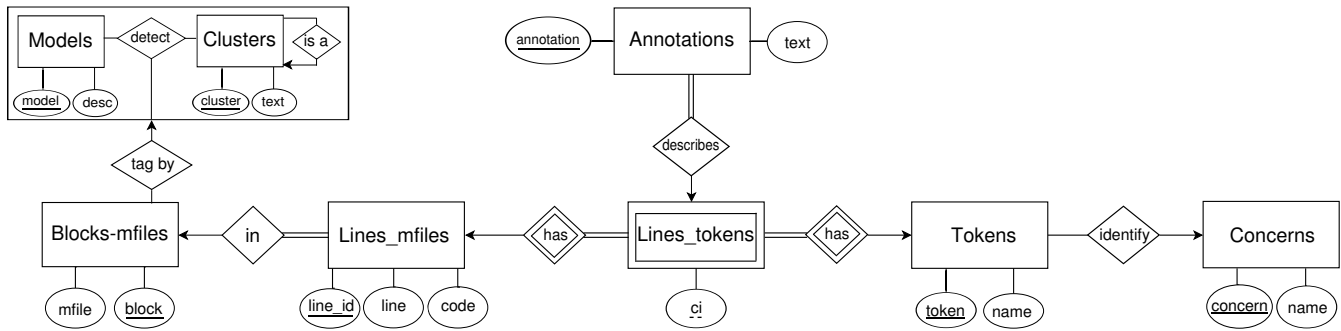 Models
detect
Clusters
is a
model
desc
cluster
text
annotation
Annotations
text
describes
tag by
Blocks-mfiles
in
Lines_mfiles
has
Lines_tokens
has
Tokens
identify
Concerns
mfile
block
line_id
line
code
ci
token
name
concern
name